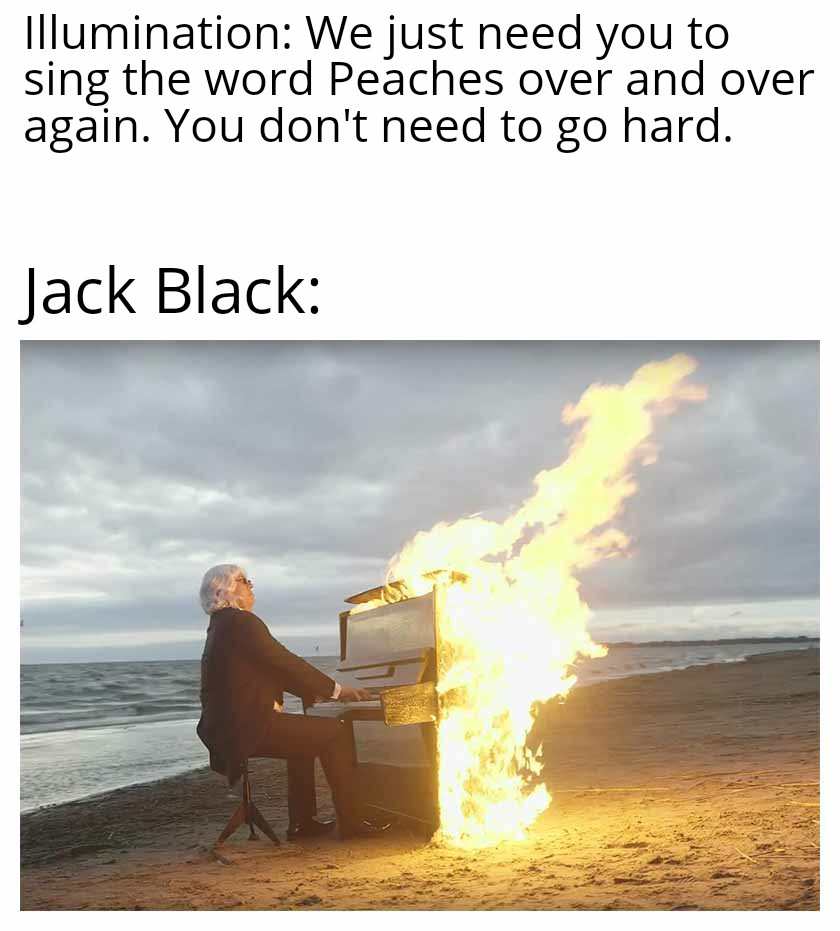 Illumination: We just need you to
sing the word Peaches over and over
again. You don't need to go hard.
Jack Black: